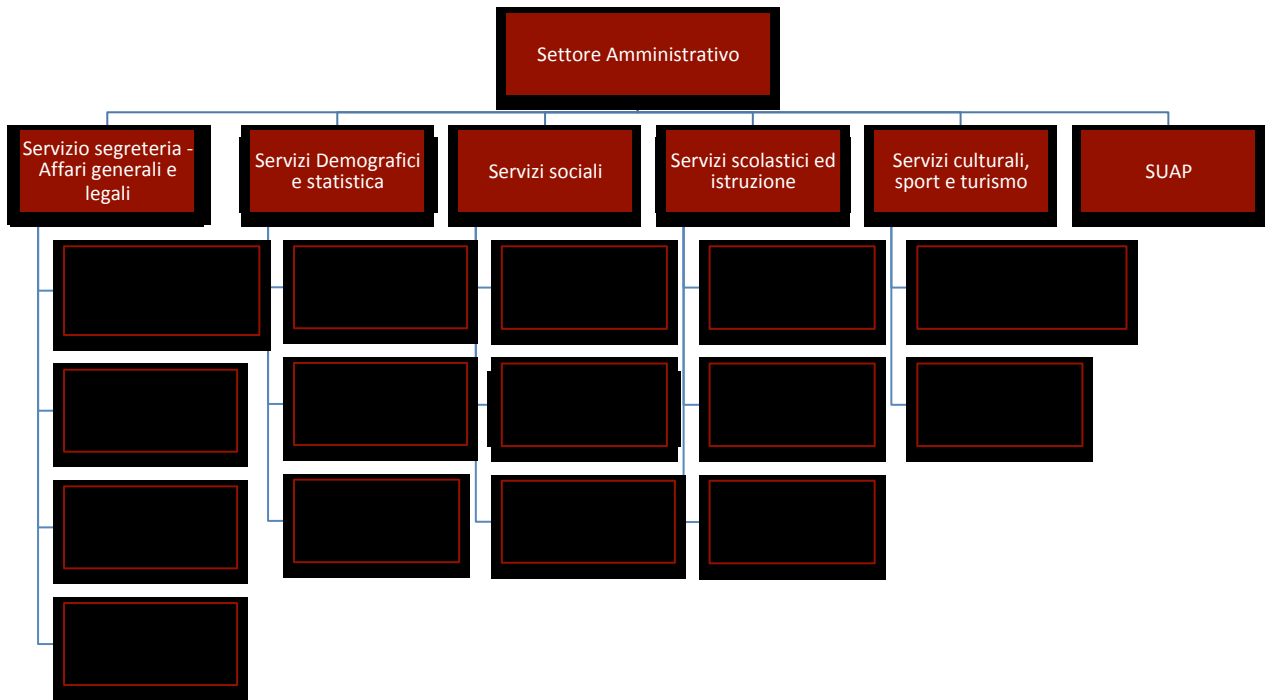 Settore Amministrativo
Servizio segreteria -
Affari generali e
legali
Servizi Demografici
e statistica
Servizi sociali
Servizi scolastici ed
istruzione
Servizi culturali,
sport e turismo
SUAP